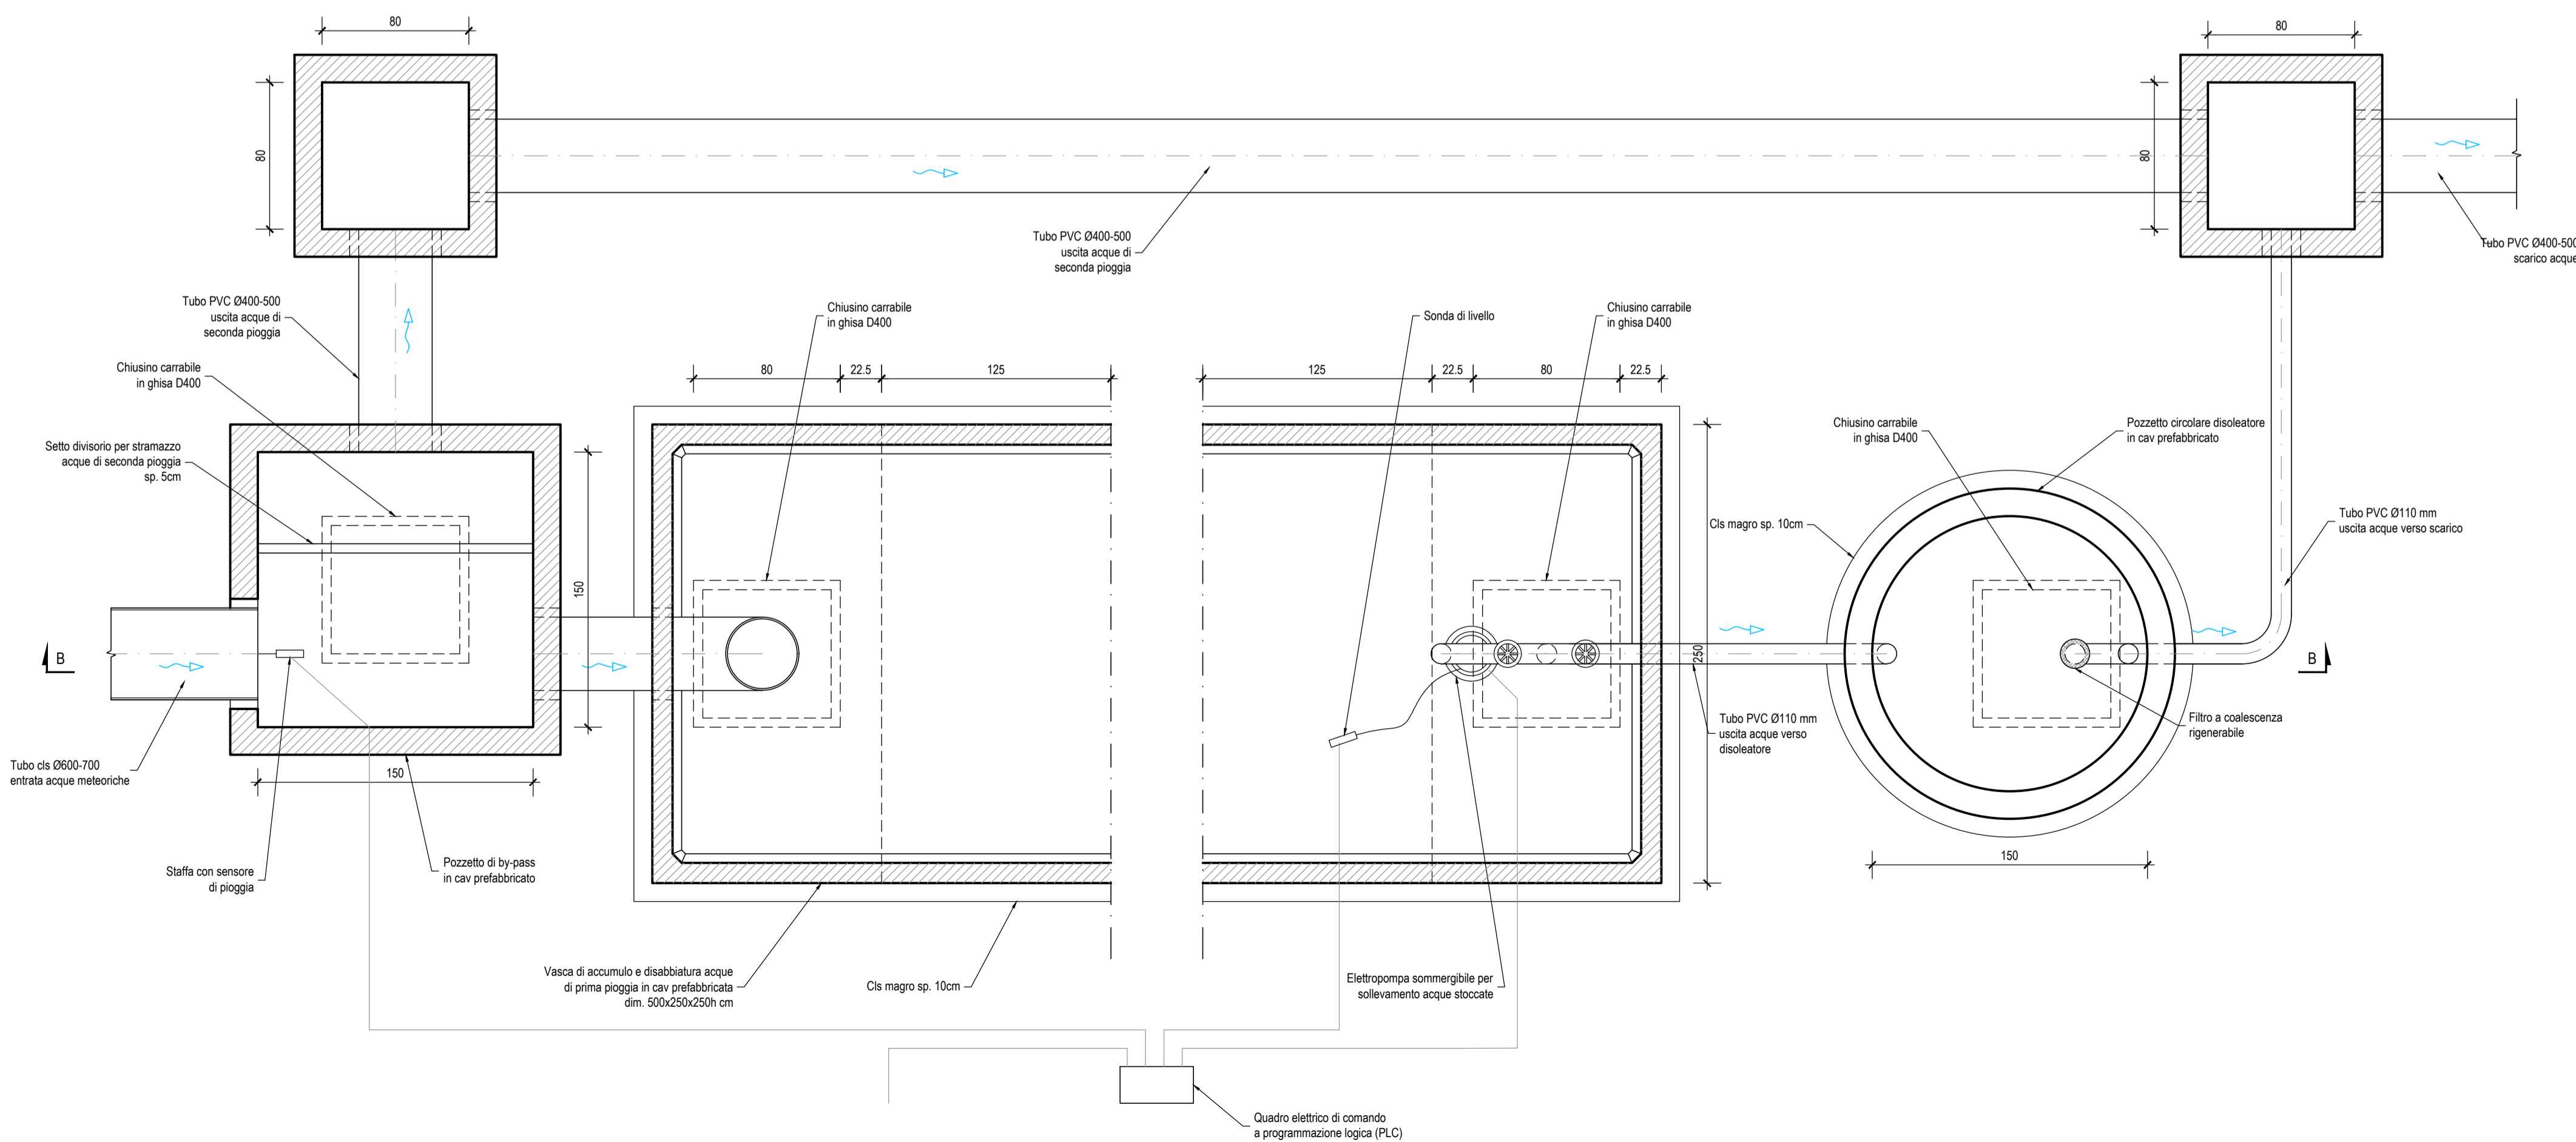 80
80
80
80
Tubo PVC Ø400-500
uscita acque di
seconda pioggia
Tubo PVC Ø400-500
scarico acque
Tubo PVC Ø400-500
uscita acque di
seconda pioggia
Chiusino carrabile
in ghisa D400
Sonda di livello
Chiusino carrabile
in ghisa D400
Chiusino carrabile
in ghisa D400
80
22.5
125
125
22.5
80
22.5
Setto divisorio per stramazzo
acque di seconda pioggia
sp. 5cm
Chiusino carrabile
in ghisa D400
Pozzetto circolare disoleatore
in cav prefabbricato
Cls magro sp. 10cm
Tubo PVC Ø110 mm
uscita acque verso scarico
150
250
B
B
Tubo PVC Ø110 mm
uscita acque verso
disoleatore
Filtro a coalescenza
rigenerabile
Tubo cls Ø600-700
entrata acque meteoriche
150
150
Staffa con sensore
di pioggia
Pozzetto di by-pass
in cav prefabbricato
Vasca di accumulo e disabbiatura acque
di prima pioggia in cav prefabbricata
dim. 500x250x250h cm
Cls magro sp. 10cm
Elettropompa sommergibile per
sollevamento acque stoccate
Quadro elettrico di comando
a programmazione logica (PLC)